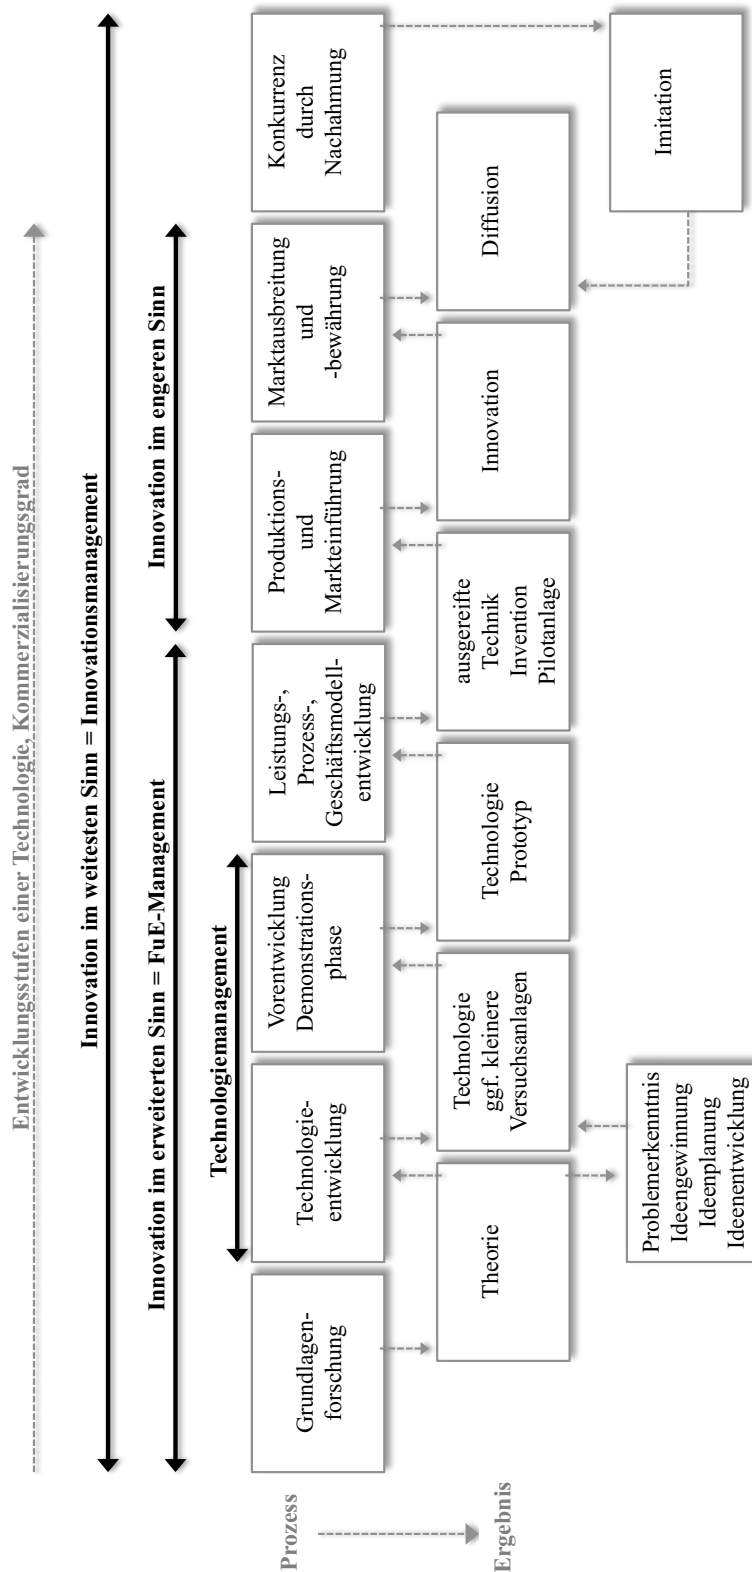 Entwicklungsstufen einer Technologie, Kommerzialisierungsgrad
Innovation im weitesten Sinn = Innovationsmanagement
Innovation im erweiterten Sinn = FuE-Management
Innovation im engeren Sinn
Technologiemanagement
Prozess
Grundlagen-
forschung
Technologie-
entwicklung
Vorentwicklung
Demonstrations-
phase
Leistungs-,
Prozess-,
Geschäftsmodell-
entwicklung
Produktions-
und
Markteinführung
Marktausbreitung
und
-bewährung
Konkurrenz
durch
Nachahmung
Ergebnis
Theorie
Technologie
ggf. kleinere
Versuchsanlagen
Technologie
Prototyp
ausgereifte
Technik
Invention
Pilotanlage
Innovation
Diffusion
Problemerkenntnis
Ideengewinnung
Ideenplanung
Ideenentwicklung
Imitation